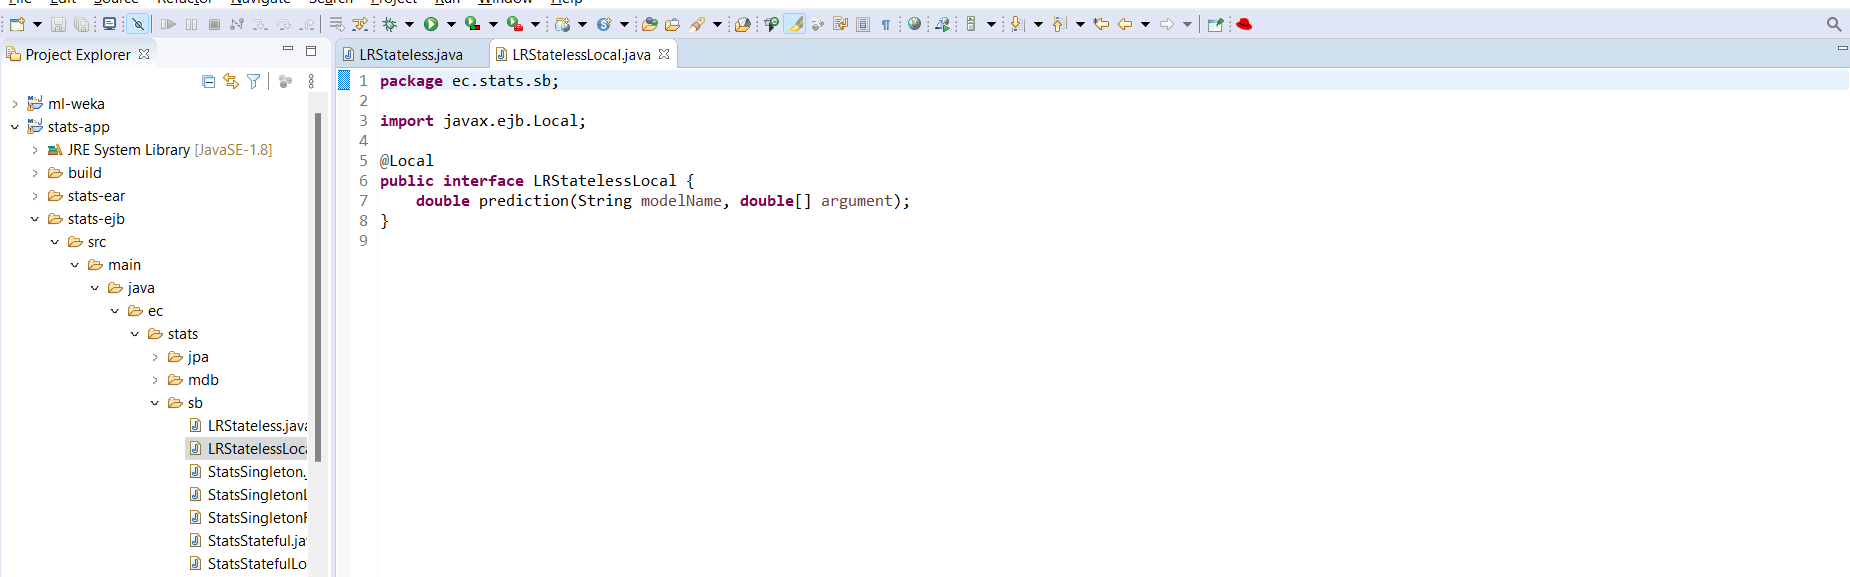 File Edit Source Refactor Navigate Search Project Run Window Help
Project Explorer
LRStateless.java
LRStatelessLocal.java
ml-weka
stats-app
JRE System Library [JavaSE-1.8]
build
stats-ear
stats-ejb
src
main
java
ec
stats
jpa
mdb
sb
LRStateless.java
LRStatelessLoca
StatsSingleton.
StatsSingletonL
StatsSingletonR
StatsStateful.ja
StatsStatefulLo
1 package ec.stats.sb;
2
3 import javax.ejb.Local;
4
5 @Local
6 public interface LRStatelessLocal {
7 double prediction(String modelName, double[] argument);
8 }
9